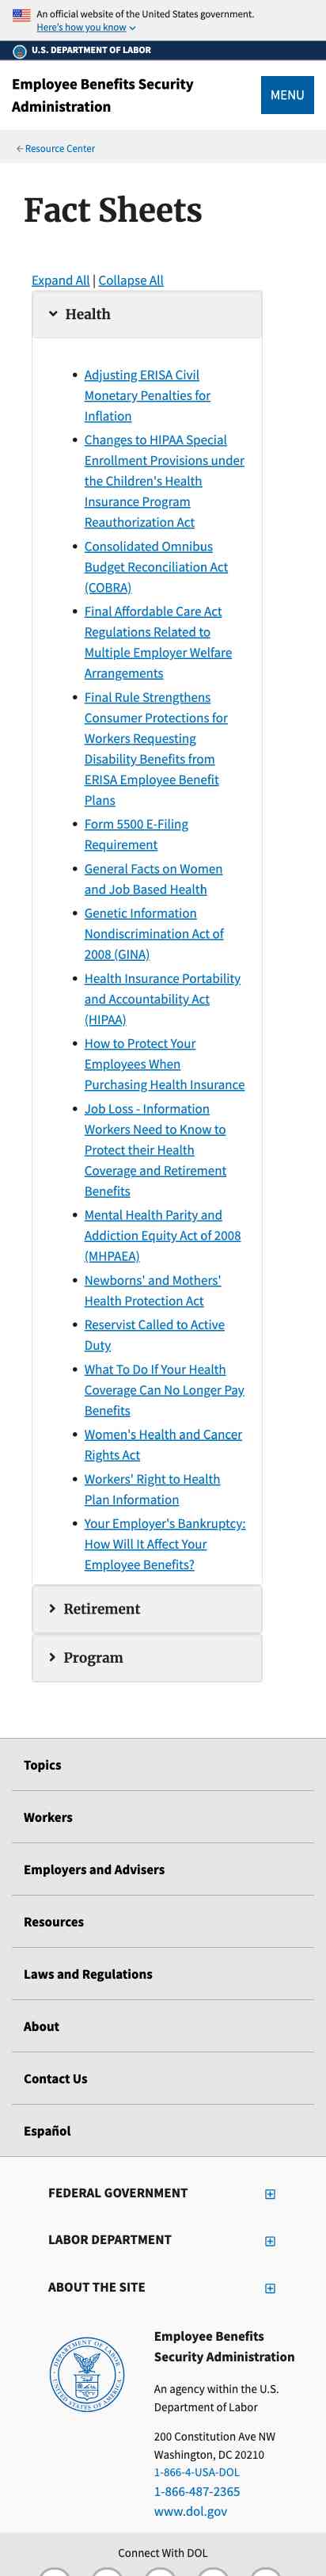 An official website of the United States government.
Here's how you know
U.S. DEPARTMENT OF LABOR
Employee Benefits Security
Administration
MENU
Resource Center
Fact Sheets
Expand All | Collapse All
Health
Adjusting ERISA Civil
Monetary Penalties for
Inflation
Changes to HIPAA Special
Enrollment Provisions under
the Children's Health
Insurance Program
Reauthorization Act
Consolidated Omnibus
Budget Reconciliation Act
(COBRA)
Final Affordable Care Act
Regulations Related to
Multiple Employer Welfare
Arrangements
Final Rule Strengthens
Consumer Protections for
Workers Requesting
Disability Benefits from
ERISA Employee Benefit
Plans
Form 5500 E-Filing
Requirement
General Facts on Women
and Job Based Health
Genetic Information
Nondiscrimination Act of
2008 (GINA)
Health Insurance Portability
and Accountability Act
(HIPAA)
How to Protect Your
Employees When
Purchasing Health Insurance
Job Loss - Information
Workers Need to Know to
Protect their Health
Coverage and Retirement
Benefits
Mental Health Parity and
Addiction Equity Act of 2008
(MHPAEA)
Newborns' and Mothers'
Health Protection Act
Reservist Called to Active
Duty
What To Do If Your Health
Coverage Can No Longer Pay
Benefits
Women's Health and Cancer
Rights Act
Workers' Right to Health
Plan Information
Your Employer's Bankruptcy:
How Will It Affect Your
Employee Benefits?
Retirement
Program
Topics
Workers
Employers and Advisers
Resources
Laws and Regulations
About
Contact Us
Español
FEDERAL GOVERNMENT
LABOR DEPARTMENT
ABOUT THE SITE
DEPARTMENT OF LABOR
UNITED STATES OF AMERICA
Employee Benefits
Security Administration
An agency within the U.S.
Department of Labor
200 Constitution Ave NW
Washington, DC 20210
1-866-4-USA-DOL
1-866-487-2365
www.dol.gov
Connect With DOL